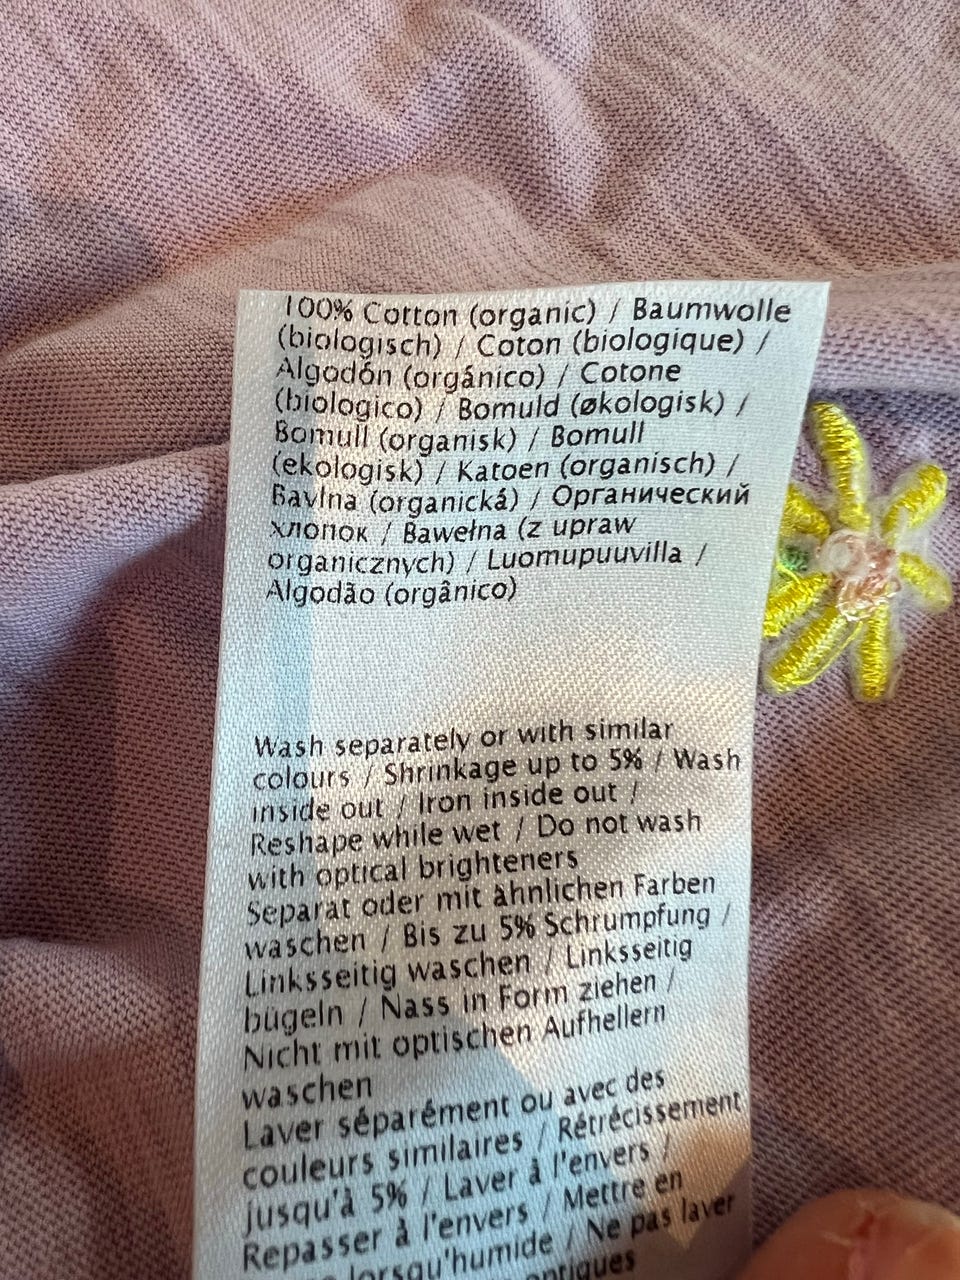 100% Cotton (organic) / Baumwolle
(biologisch) / Coton (biologique) /
Algodón (orgánico) / Cotone
(biologico) / Bomuld (økologisk) /
Bomull (organisk) / Bomull
(ekologisk) / Katoen (organisch) /
Bavlna (organická) / Органический
хлопок / Bawełna (z upraw
organicznych) / Luomupuuvilla /
Algodão (orgânico)
Wash separately or with similar
colours / Shrinkage up to 5% / Wash
inside out / Iron inside out /
Reshape while wet / Do not wash
with optical brighteners
Separat oder mit ähnlichen Farben
waschen / Bis zu 5% Schrumpfung /
Linksseitig waschen / Linksseitig
bügeln / Nass in Form ziehen /
Nicht mit optischen Aufhellern
waschen
Laver séparément ou avec des
couleurs similaires / Rétrécissement
jusqu'à 5% / Laver à l'envers /
Repasser à l'envers / Mettre en
lorsqu'humide / Ne pas laver
optiques